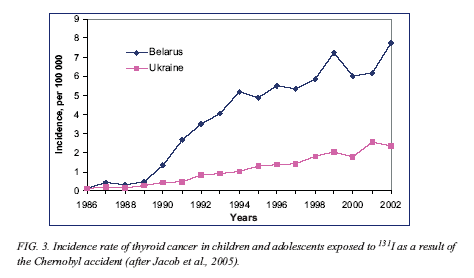 9
8
7
6
5
4
3
2
1
0
Incidence, per 100 000
Belarus
Ukraine
1986 1988 1990 1992 1994 1996 1998 2000 2002
Years
FIG. 3. Incidence rate of thyroid cancer in children and adolescents exposed to ¹³¹I as a result of
the Chernobyl accident (after Jacob et al., 2005).